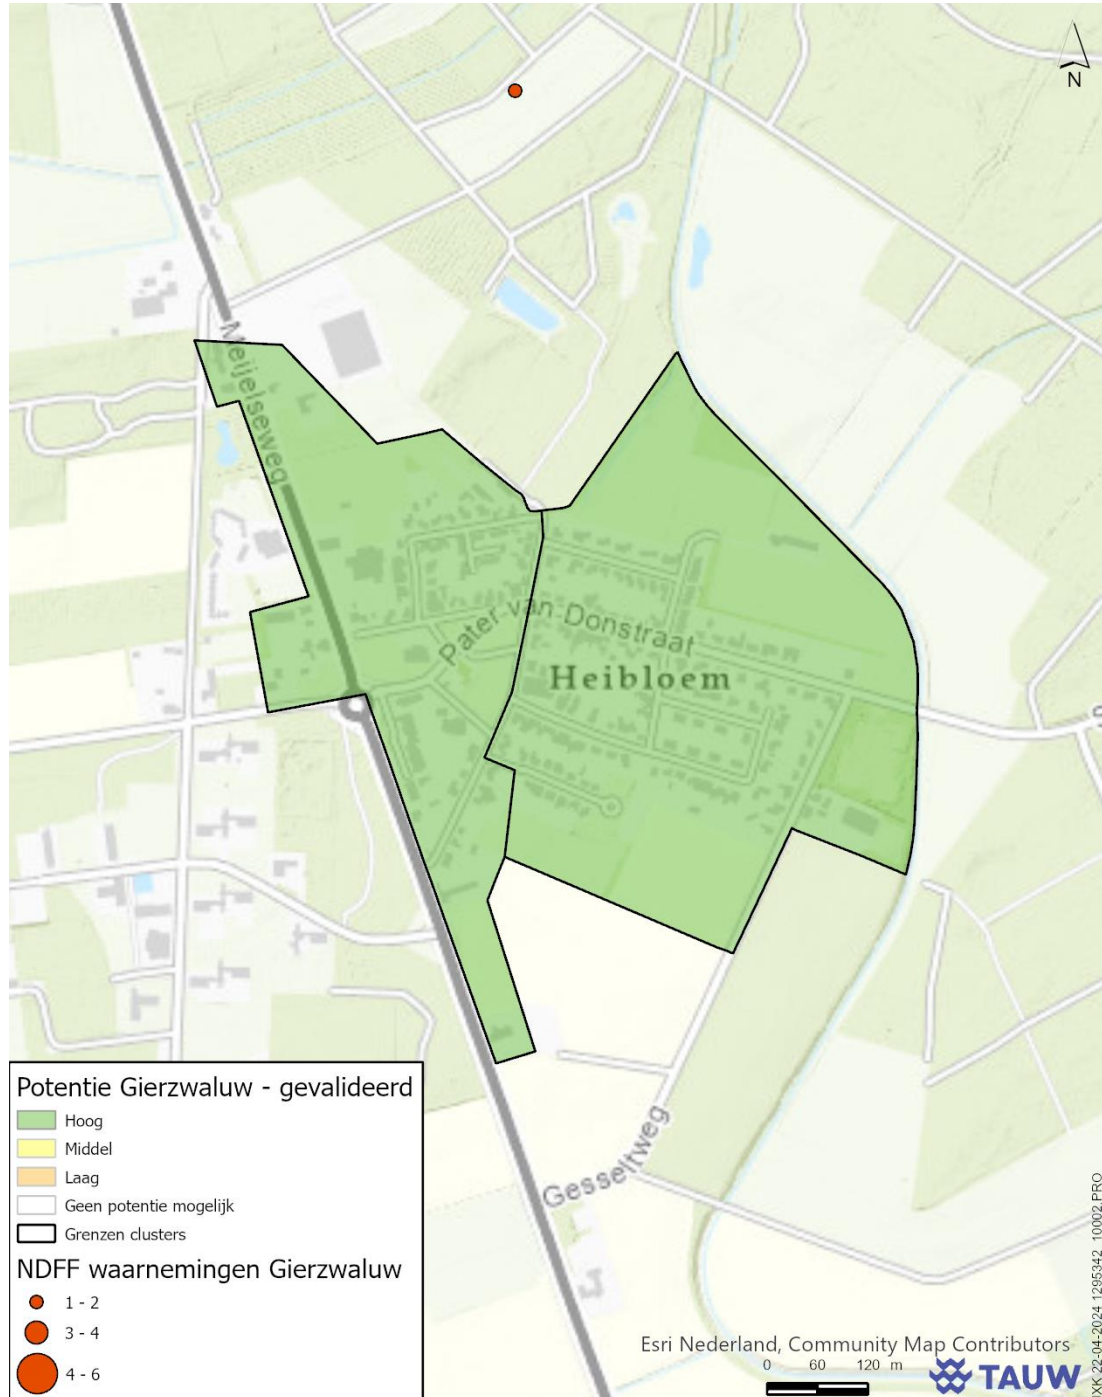 N
Meijelseweg
Pater van Donstraat
Heibloem
S
Gesseltweg
Potentie Gierzwaluw - gevalideerd
Hoog
Middel
Laag
Geen potentie mogelijk
Grenzen clusters
NDFF waarnemingen Gierzwaluw
1 - 2
3 - 4
4 - 6
Esri Nederland, Community Map Contributors
0 60 120 m
TAUW
XK 22-04-2024 1295342_10002.PRO